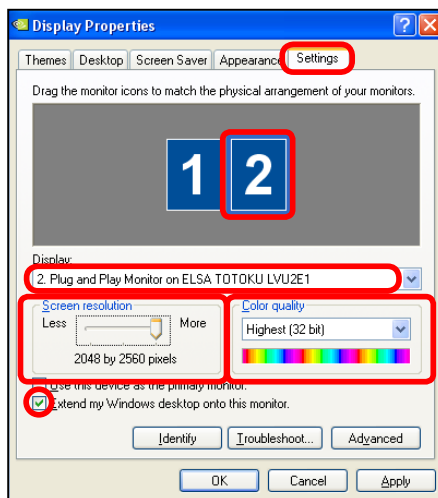 Display Properties
Themes Desktop Screen Saver Appearance Settings
Drag the monitor icons to match the physical arrangement of your monitors.
1 2
Display:
2. Plug and Play Monitor on ELSA TOTOKU LVU2E1
Screen resolution
Less More
2048 by 2560 pixels
Color quality
Highest (32 bit)
Use this device as the primary monitor.
Extend my Windows desktop onto this monitor.
Identify Troubleshoot... Advanced
OK Cancel Apply